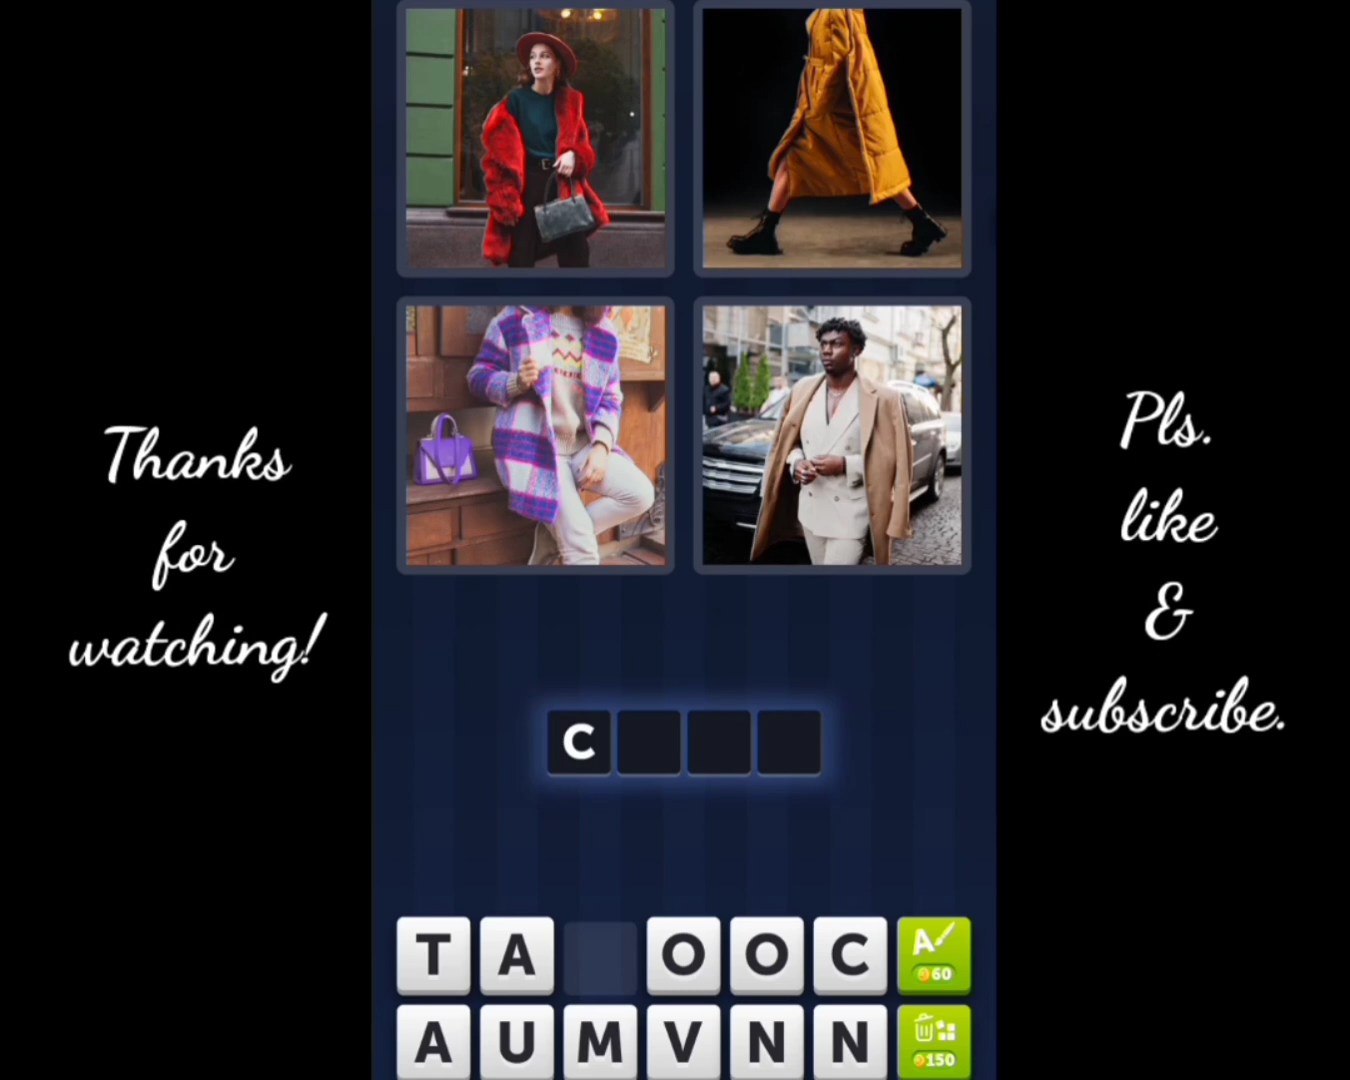 Thanks
for
watching!
Pls.
like
&
subscribe.
C
T A O O C A 60
A U M V N N 150